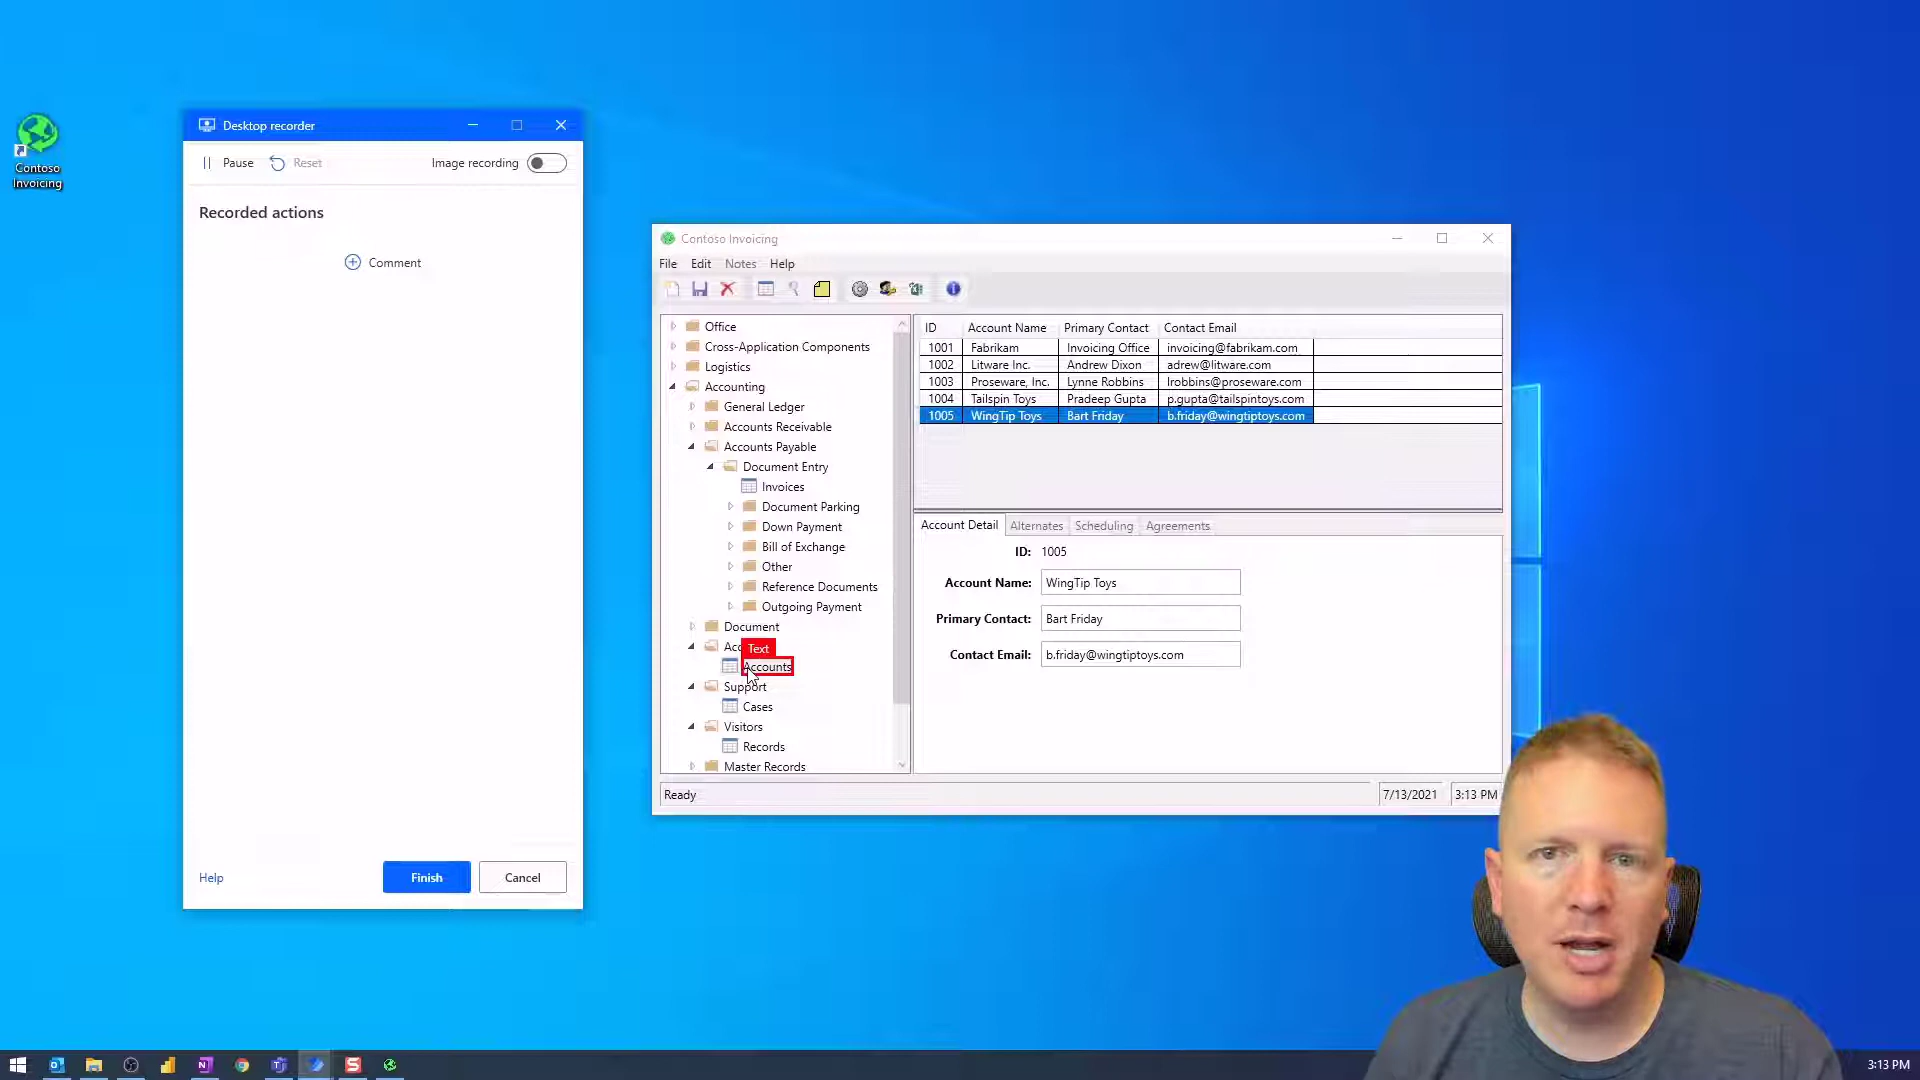 Contoso
Invoicing
Desktop recorder
Pause
Reset
Image recording
Recorded actions
Comment
Help
Finish
Cancel
Contoso Invoicing
File Edit Notes Help
Office
Cross-Application Components
Logistics
Accounting
General Ledger
Accounts Receivable
Accounts Payable
Document Entry
Invoices
Document Parking
Down Payment
Bill of Exchange
Other
Reference Documents
Outgoing Payment
Document
Acc
Text
Accounts
Support
Cases
Visitors
Records
Master Records
ID Account Name Primary Contact Contact Email
1001 Fabrikam Invoicing Office invoicing@fabrikam.com
1002 Litware Inc. Andrew Dixon adrew@litware.com
1003 Proseware, Inc. Lynne Robbins lrobbins@proseware.com
1004 Tailspin Toys Pradeep Gupta p.gupta@tailspintoys.com
1005 WingTip Toys Bart Friday b.friday@wingtiptoys.com
Account Detail Alternates Scheduling Agreements
ID: 1005
Account Name: WingTip Toys
Primary Contact: Bart Friday
Contact Email: b.friday@wingtiptoys.com
Ready
7/13/2021 3:13 PM
3:13 PM